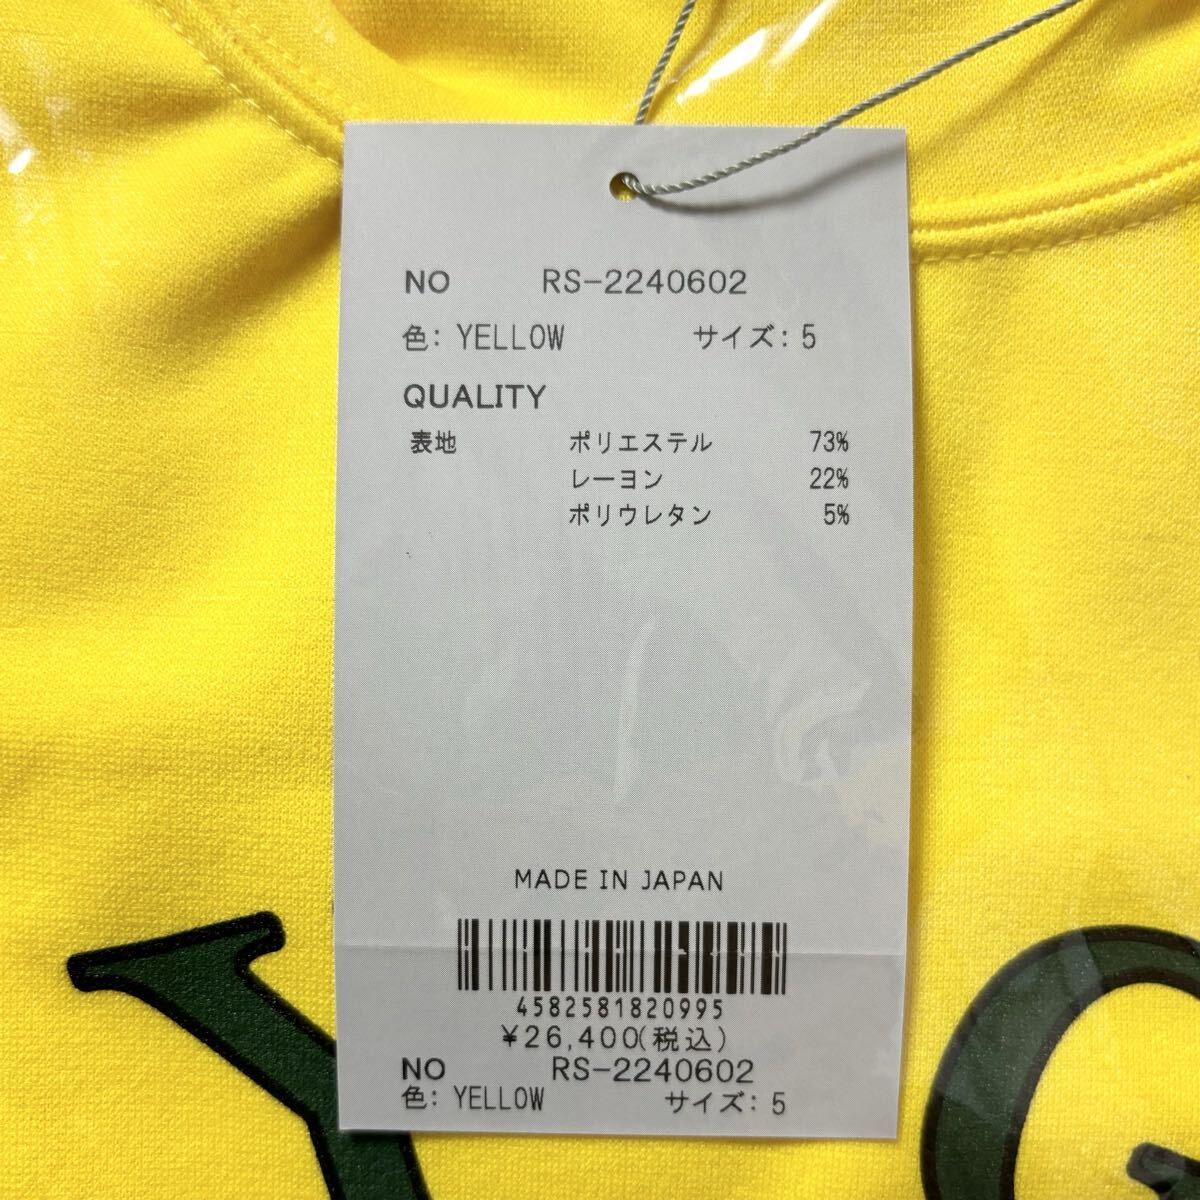 NO RS-2240602
色: YELLOW サイズ: 5
QUALITY
表地 ポリエステル 73%
レーヨン 22%
ポリウレタン 5%
MADE IN JAPAN
4582581820995
¥26,400(税込)
NO RS-2240602
色: YELLOW サイズ: 5
Y G